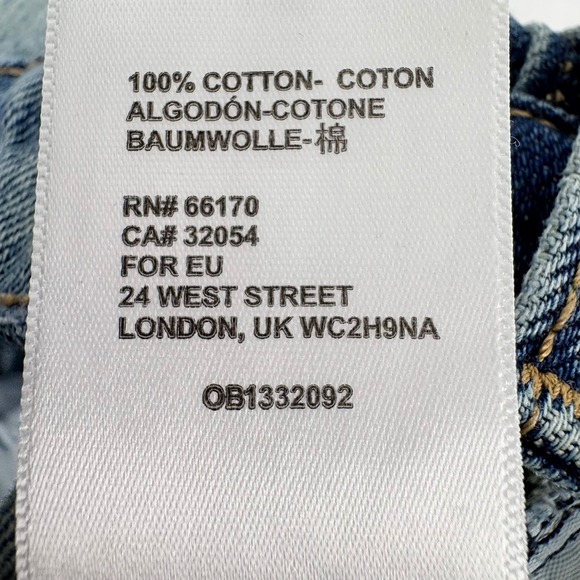 100% COTTON- COTON
ALGODÓN-COTONE
BAUMWOLLE-棉
RN# 66170
CA# 32054
FOR EU
24 WEST STREET
LONDON, UK WC2H9NA
OB1332092